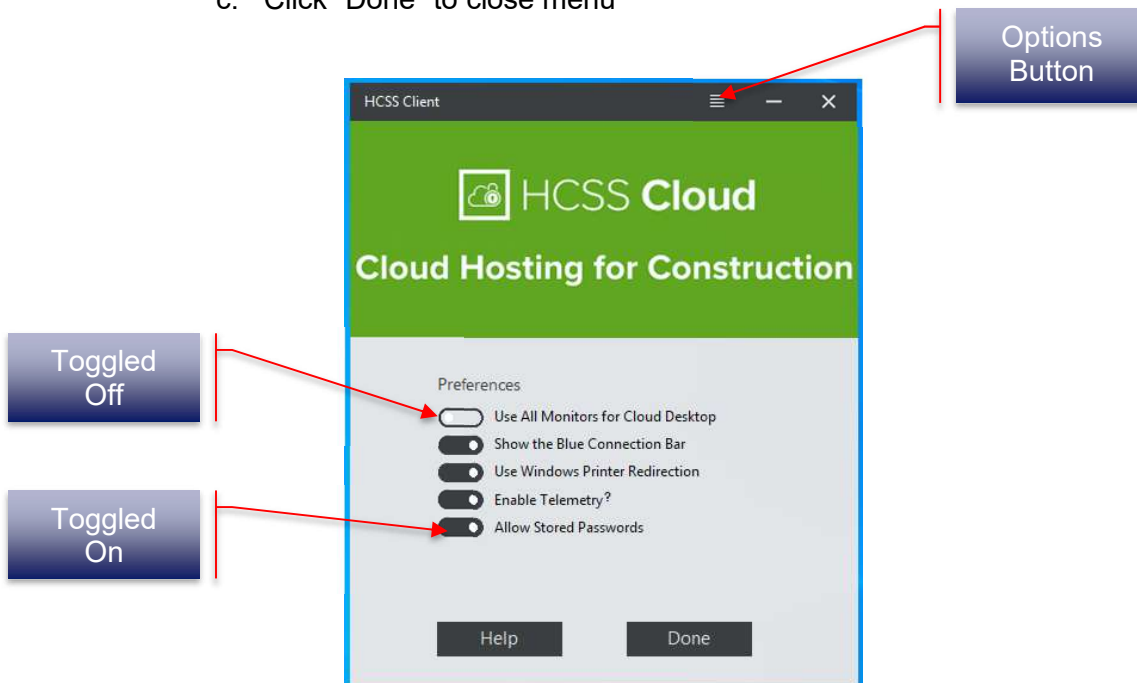 c. Click "Done" to close menu
Options
Button
HCSS Client
HCSS Cloud
Cloud Hosting for Construction
Toggled
Off
Preferences
Use All Monitors for Cloud Desktop
Show the Blue Connection Bar
Use Windows Printer Redirection
Enable Telemetry?
Allow Stored Passwords
Toggled
On
Help
Done